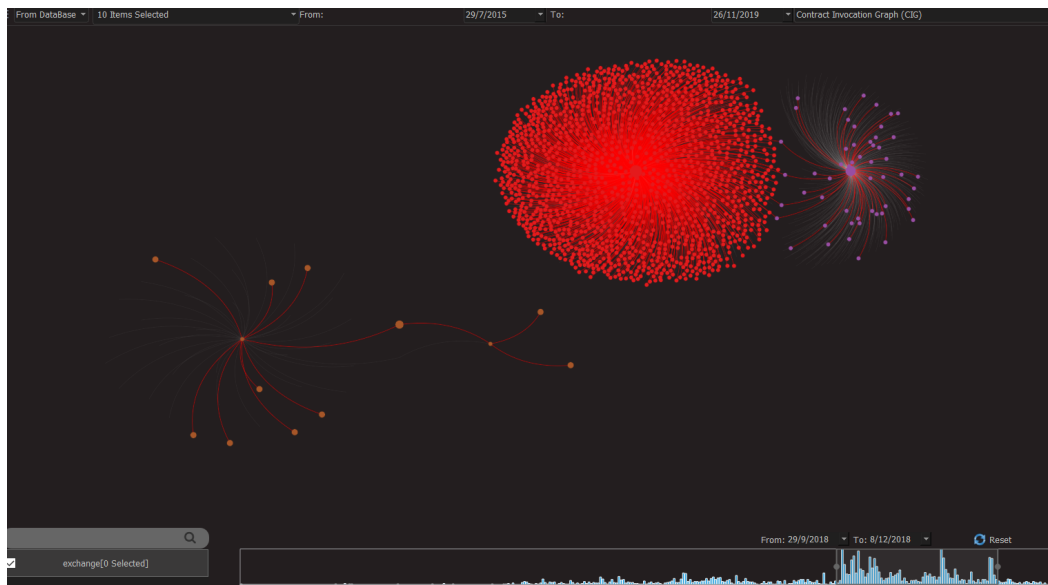 From DataBase 10 Items Selected From: 29/7/2015 To: 26/11/2019 Contract Invocation Graph (CIG)
From: 29/9/2018 To: 8/12/2018 Reset
exchange[0 Selected]